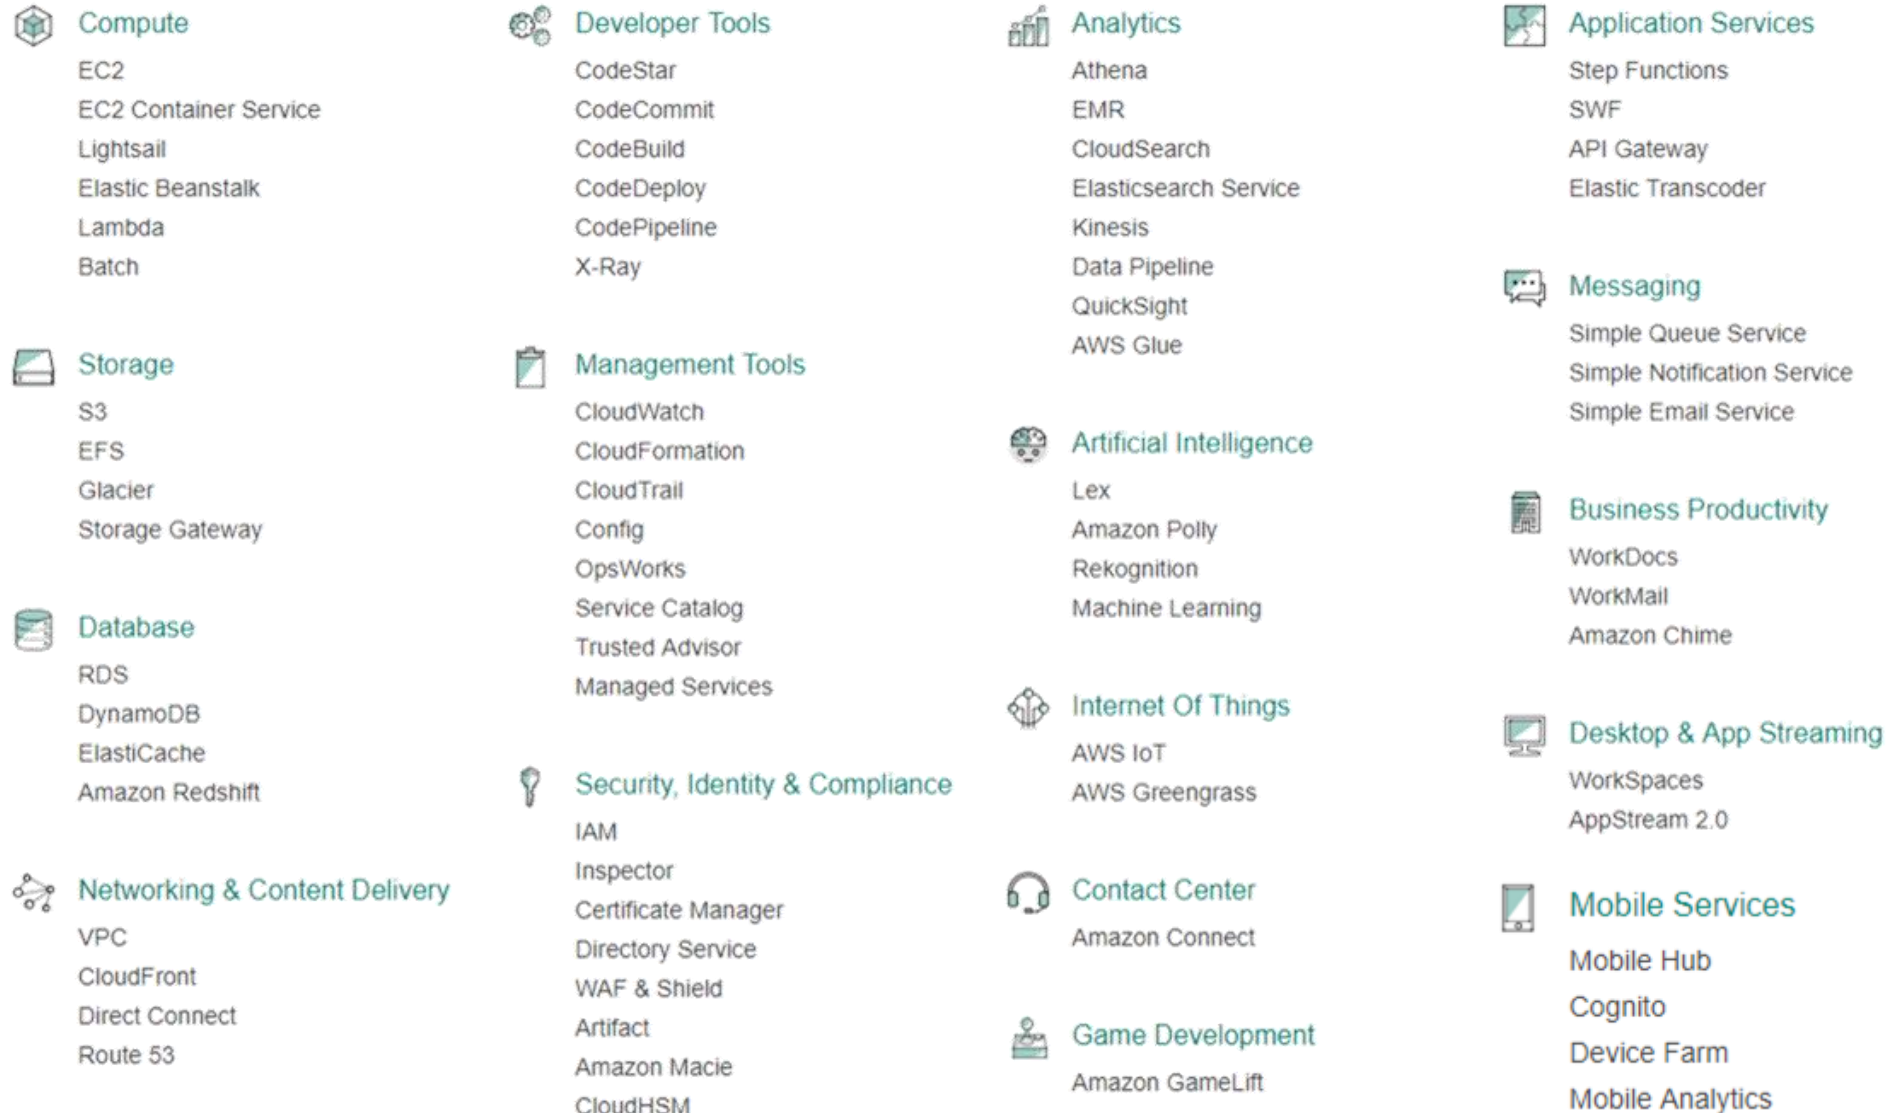 Compute
EC2
EC2 Container Service
Lightsail
Elastic Beanstalk
Lambda
Batch
Storage
S3
EFS
Glacier
Storage Gateway
Database
RDS
DynamoDB
ElastiCache
Amazon Redshift
Networking & Content Delivery
VPC
CloudFront
Direct Connect
Route 53
Developer Tools
CodeStar
CodeCommit
CodeBuild
CodeDeploy
CodePipeline
X-Ray
Management Tools
CloudWatch
CloudFormation
CloudTrail
Config
OpsWorks
Service Catalog
Trusted Advisor
Managed Services
Security, Identity & Compliance
IAM
Inspector
Certificate Manager
Directory Service
WAF & Shield
Artifact
Amazon Macie
CloudHSM
Analytics
Athena
EMR
CloudSearch
Elasticsearch Service
Kinesis
Data Pipeline
QuickSight
AWS Glue
Artificial Intelligence
Lex
Amazon Polly
Rekognition
Machine Learning
Internet Of Things
AWS IoT
AWS Greengrass
Contact Center
Amazon Connect
Game Development
Amazon GameLift
Application Services
Step Functions
SWF
API Gateway
Elastic Transcoder
Messaging
Simple Queue Service
Simple Notification Service
Simple Email Service
Business Productivity
WorkDocs
WorkMail
Amazon Chime
Desktop & App Streaming
WorkSpaces
AppStream 2.0
Mobile Services
Mobile Hub
Cognito
Device Farm
Mobile Analytics